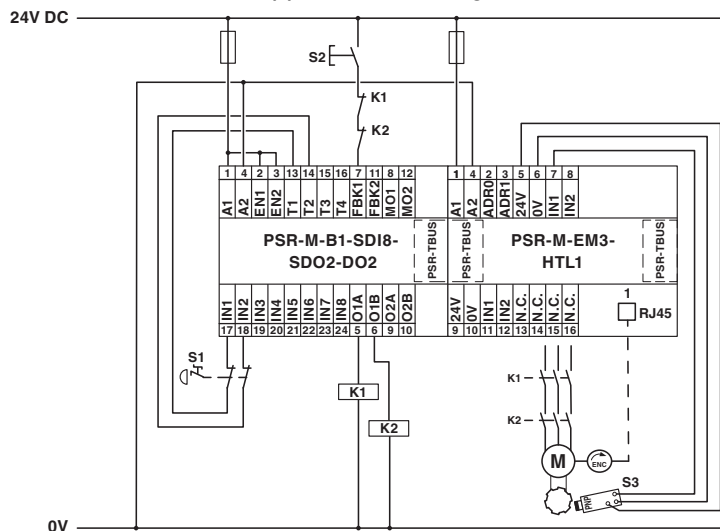 24V DC
S2
K1
K2
1 4 2 3 13 14 15 16 7 11 8 12
A1 A2 EN1 EN2 T1 T2 T3 T4 FBK1 FBK2 MO1 MO2
1 4 2 3 5 6 7 8
A1 A2 ADR0 ADR1 24V 0V IN1 IN2
PSR-M-B1-SDI8-
SDO2-DO2
PSR-TBUS
PSR-TBUS
PSR-M-EM3-
HTL1
PSR-TBUS
1
RJ45
IN1 IN2 IN3 IN4 IN5 IN6 IN7 IN8 O1A O1B O2A O2B
17 18 19 20 21 22 23 24 5 6 9 10
24V 0V IN1 IN2 N.C. N.C. N.C. N.C.
9 10 11 12 13 14 15 16
S1
K1
K2
K1
K2
M
ENC
PNP
S3
0V